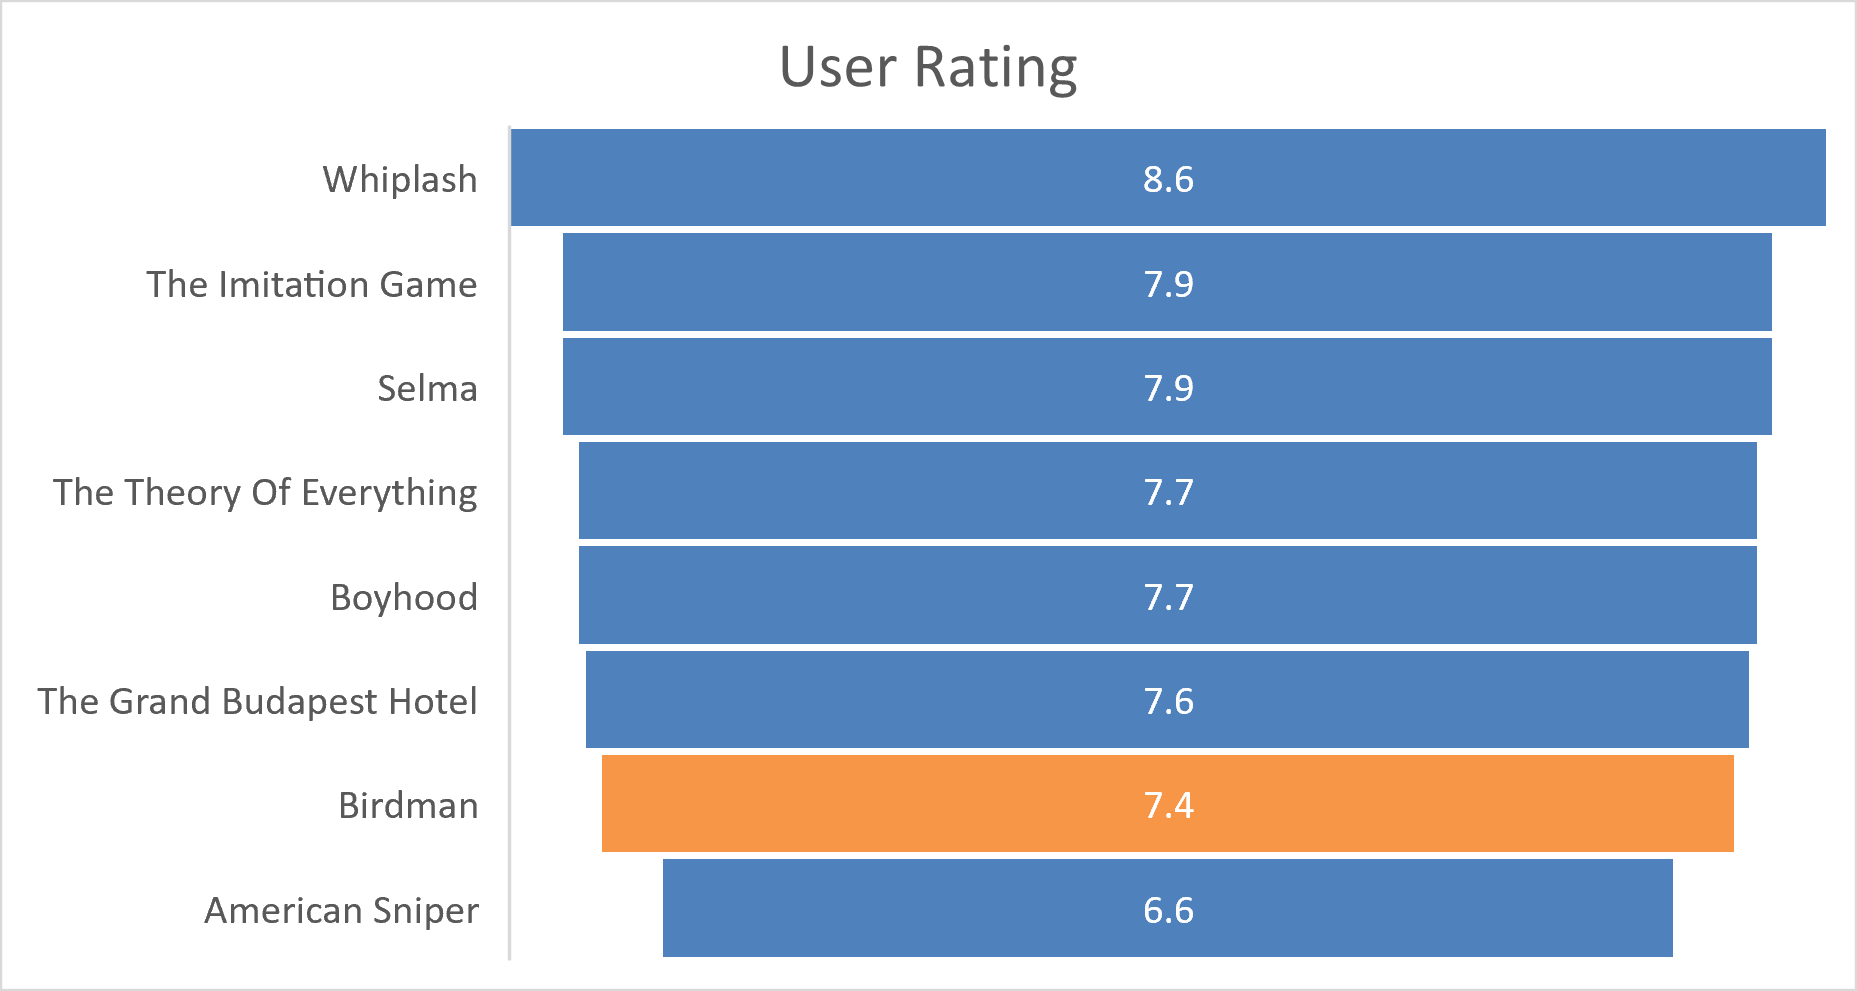 User Rating
Whiplash 8.6
The Imitation Game 7.9
Selma 7.9
The Theory Of Everything 7.7
Boyhood 7.7
The Grand Budapest Hotel 7.6
Birdman 7.4
American Sniper 6.6